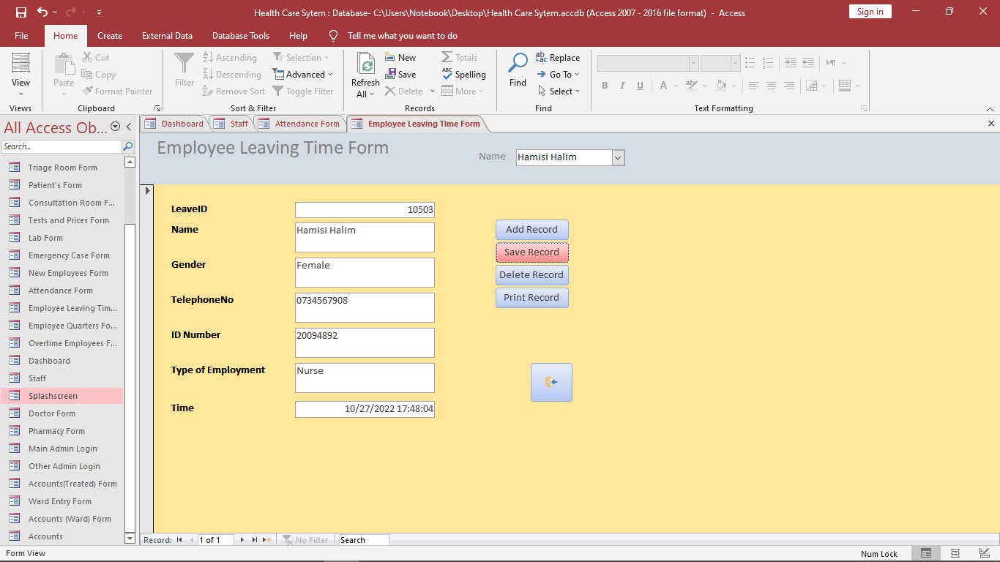 Health Care Sytem : Database- C:\Users\Notebook\Desktop\Health Care Sytem.accdb (Access 2007 - 2016 file format) - Access
Sign in
File Home Create External Data Database Tools Help Tell me what you want to do
View
Views
Paste
Cut
Copy
Format Painter
Clipboard
Filter
Ascending
Descending
Remove Sort
Selection
Advanced
Toggle Filter
Sort & Filter
Refresh
All
New
Save
Delete
Totals
Spelling
More
Records
Find
Replace
Go To
Select
Find
B I U A
Text Formatting
All Access Ob...
Search...
Triage Room Form
Patient's Form
Consultation Room F...
Tests and Prices Form
Lab Form
Emergency Case Form
New Employees Form
Attendance Form
Employee Leaving Tim...
Employee Quarters Fo...
Overtime Employees F...
Dashboard
Staff
Splashscreen
Doctor Form
Pharmacy Form
Main Admin Login
Other Admin Login
Accounts(Treated) Form
Ward Entry Form
Accounts (Ward) Form
Accounts
Dashboard Staff Attendance Form Employee Leaving Time Form
Employee Leaving Time Form
Name Hamisi Halim
LeaveID 10503
Name Hamisi Halim
Gender Female
TelephoneNo 0734567908
ID Number 20094892
Type of Employment Nurse
Time 10/27/2022 17:48:04
Add Record
Save Record
Delete Record
Print Record
Record: 1 of 1 No Filter Search
Form View
Num Lock